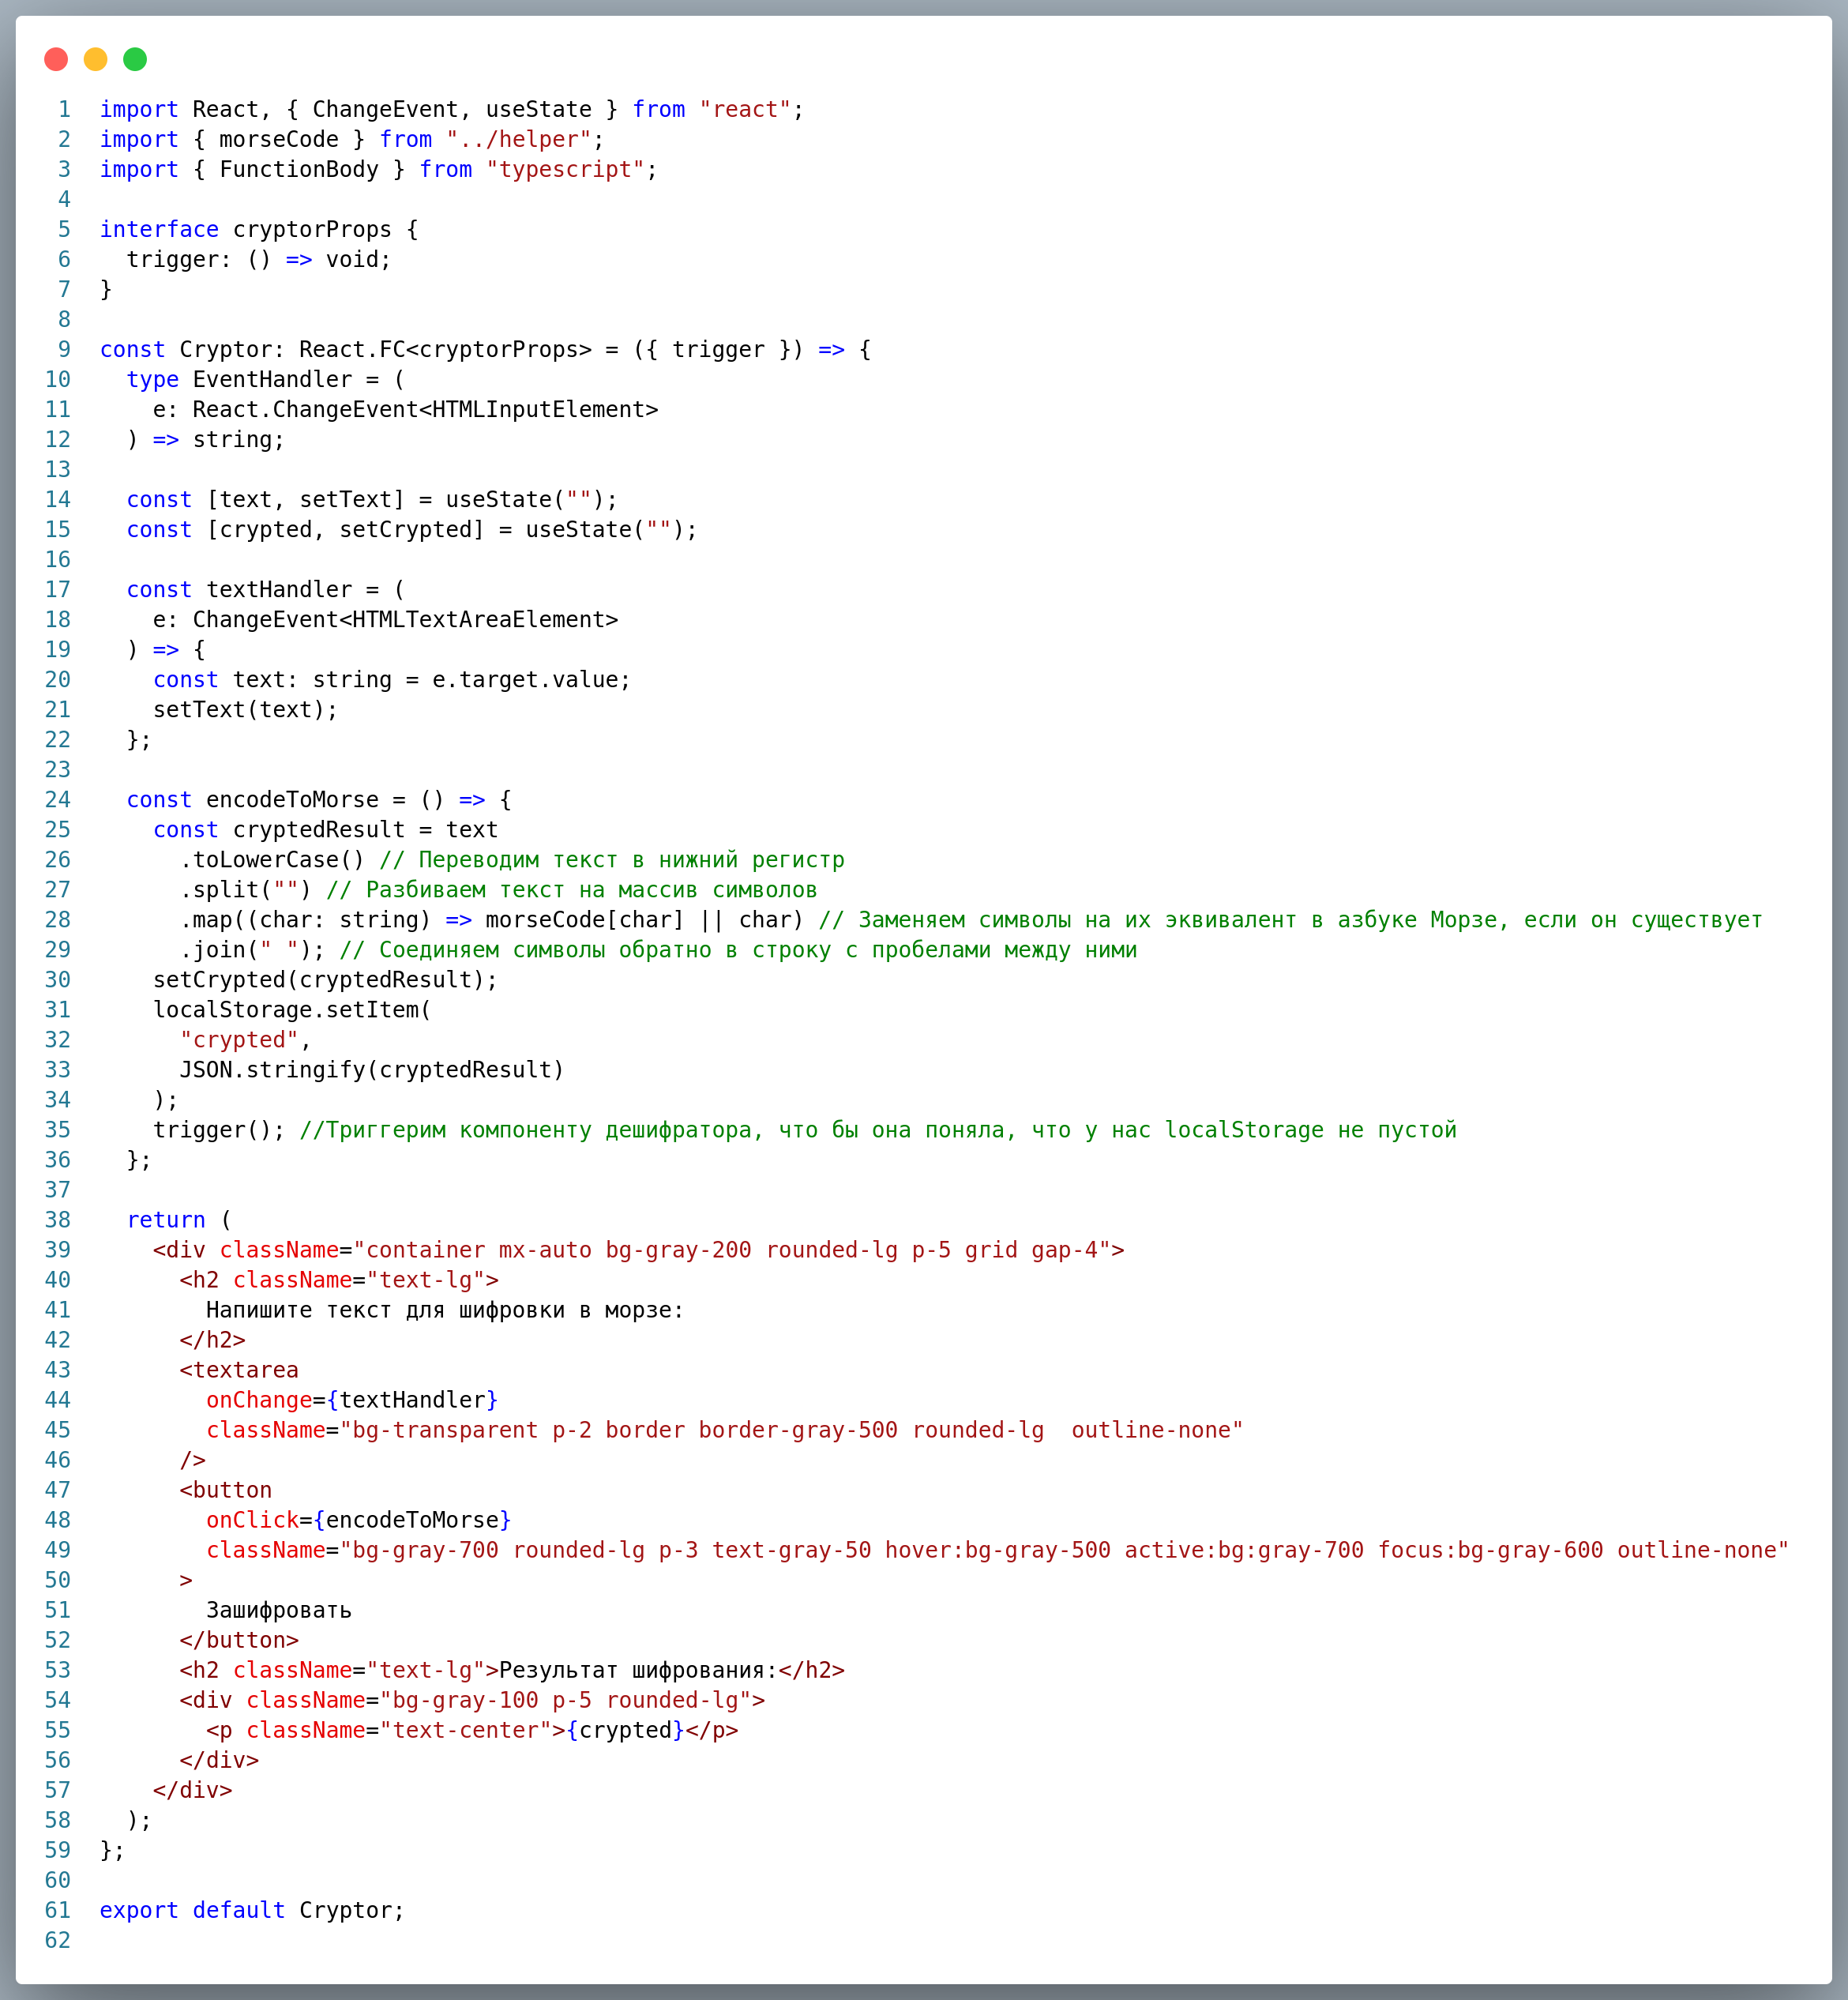 1 import React, { ChangeEvent, useState } from "react";
2 import { morseCode } from "../helper";
3 import { FunctionBody } from "typescript";
4
5 interface cryptorProps {
6   trigger: () => void;
7 }
8
9 const Cryptor: React.FC<cryptorProps> = ({ trigger }) => {
10   type EventHandler = (
11     e: React.ChangeEvent<HTMLInputElement>
12   ) => string;
13
14   const [text, setText] = useState("");
15   const [crypted, setCrypted] = useState("");
16
17   const textHandler = (
18     e: ChangeEvent<HTMLTextAreaElement>
19   ) => {
20     const text: string = e.target.value;
21     setText(text);
22   };
23
24   const encodeToMorse = () => {
25     const cryptedResult = text
26       .toLowerCase() // Переводим текст в нижний регистр
27       .split("") // Разбиваем текст на массив символов
28       .map((char: string) => morseCode[char] || char) // Заменяем символы на их эквивалент в азбуке Морзе, если он существует
29       .join(" "); // Соединяем символы обратно в строку с пробелами между ними
30     setCrypted(cryptedResult);
31     localStorage.setItem(
32       "crypted",
33       JSON.stringify(cryptedResult)
34     );
35     trigger(); //Триггерим компоненту дешифратора, что бы она поняла, что у нас localStorage не пустой
36   };
37
38   return (
39     <div className="container mx-auto bg-gray-200 rounded-lg p-5 grid gap-4">
40       <h2 className="text-lg">
41         Напишите текст для шифровки в морзе:
42       </h2>
43       <textarea
44         onChange={textHandler}
45         className="bg-transparent p-2 border border-gray-500 rounded-lg  outline-none"
46       />
47       <button
48         onClick={encodeToMorse}
49         className="bg-gray-700 rounded-lg p-3 text-gray-50 hover:bg-gray-500 active:bg:gray-700 focus:bg-gray-600 outline-none"
50       >
51         Зашифровать
52       </button>
53       <h2 className="text-lg">Результат шифрования:</h2>
54       <div className="bg-gray-100 p-5 rounded-lg">
55         <p className="text-center">{crypted}</p>
56       </div>
57     </div>
58   );
59 };
60
61 export default Cryptor;
62